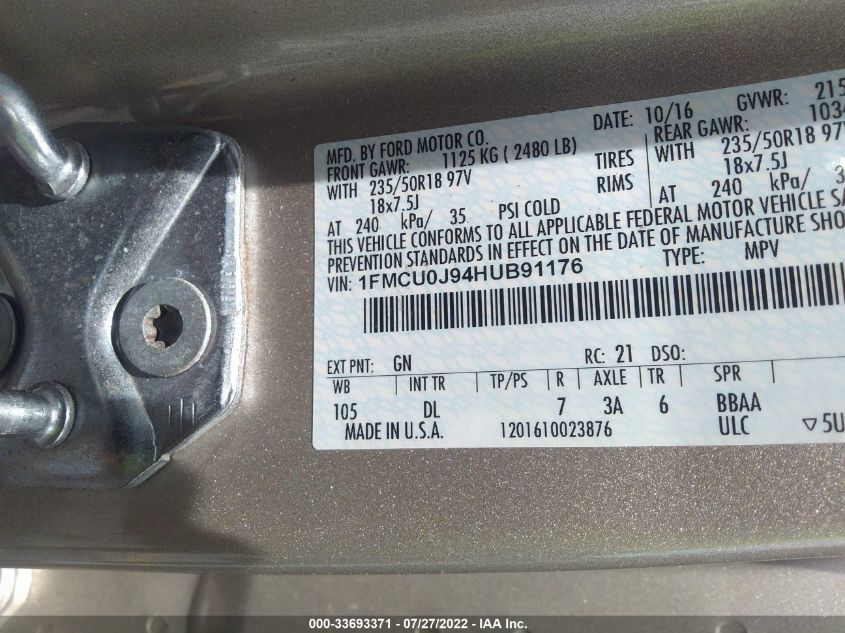 MFD. BY FORD MOTOR CO. DATE: 10/16 GVWR: 215
FRONT GAWR: 1125 KG ( 2480 LB) REAR GAWR: 1034
WITH 235/50R18 97V TIRES WITH 235/50R18 97V
18x7.5J RIMS 18x7.5J
AT 240 kPa/ 35 PSI COLD AT 240 kPa/ 35
THIS VEHICLE CONFORMS TO ALL APPLICABLE FEDERAL MOTOR VEHICLE SA
PREVENTION STANDARDS IN EFFECT ON THE DATE OF MANUFACTURE SHO
VIN: 1FMCU0J94HUB91176 TYPE: MPV
EXT PNT: GN RC: 21 DSO:
WB INT TR TP/PS R AXLE TR SPR
105 DL 7 3A 6 BBAA
MADE IN U.S.A. 1201610023876 ULC ▽5U
000-33693371 / 07/27/2022 - IAA Inc.